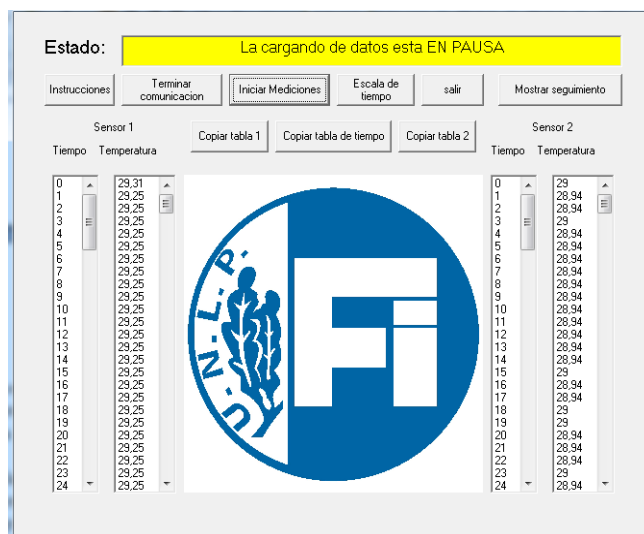 Estado: La cargando de datos esta EN PAUSA
Instrucciones Terminar comunicacion Iniciar Mediciones Escala de tiempo salir Mostrar seguimiento
Sensor 1 Copiar tabla 1 Copiar tabla de tiempo Copiar tabla 2 Sensor 2
Tiempo Temperatura Tiempo Temperatura
0 29,31 0 29
1 29,25 1 28,94
2 29,25 2 28,94
3 29,25 3 29
4 29,25 4 28,94
5 29,25 5 28,94
6 29,25 6 28,94
7 29,25 7 28,94
8 29,25 8 28,94
9 29,25 9 28,94
10 29,25 10 28,94
11 29,25 11 28,94
12 29,25 12 28,94
13 29,25 13 28,94
14 29,25 14 28,94
15 29,25 15 29
16 29,25 16 28,94
17 29,25 17 28,94
18 29,25 18 29
19 29,25 19 29
20 29,25 20 28,94
21 29,25 21 28,94
22 29,25 22 28,94
23 29,25 23 29
24 29,25 24 28,94
U.N.L.P.
Fi